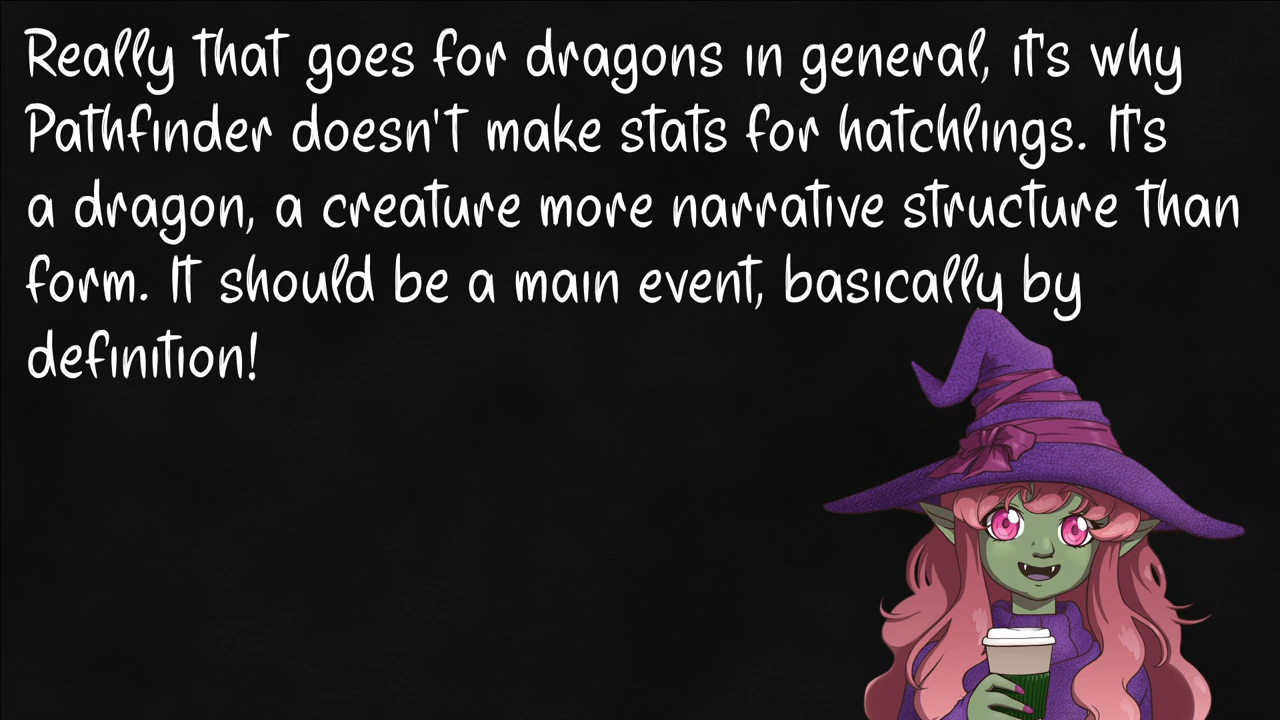 Really that goes for dragons in general, it's why
Pathfinder doesn't make stats for hatchlings. It's
a dragon, a creature more narrative structure than
form. It should be a main event, basically by
definition!